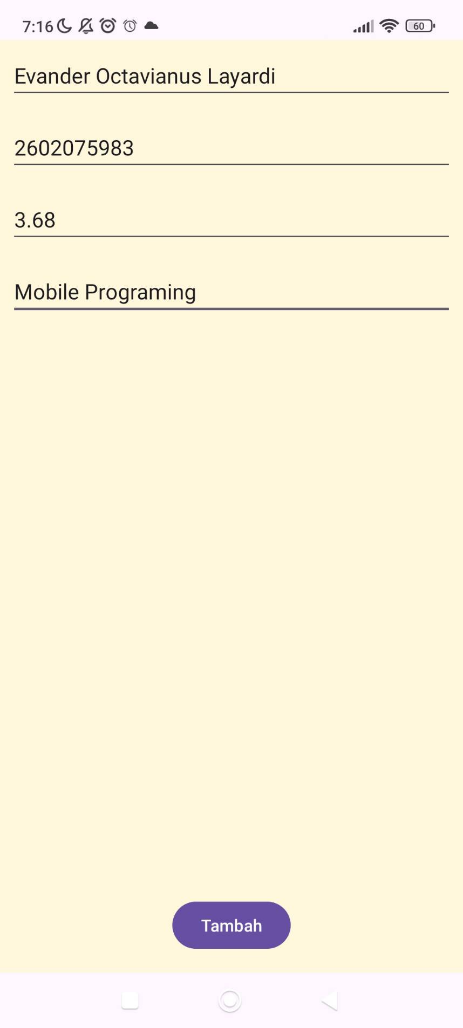 7:16
60
Evander Octavianus Layardi
2602075983
3.68
Mobile Programing
Tambah